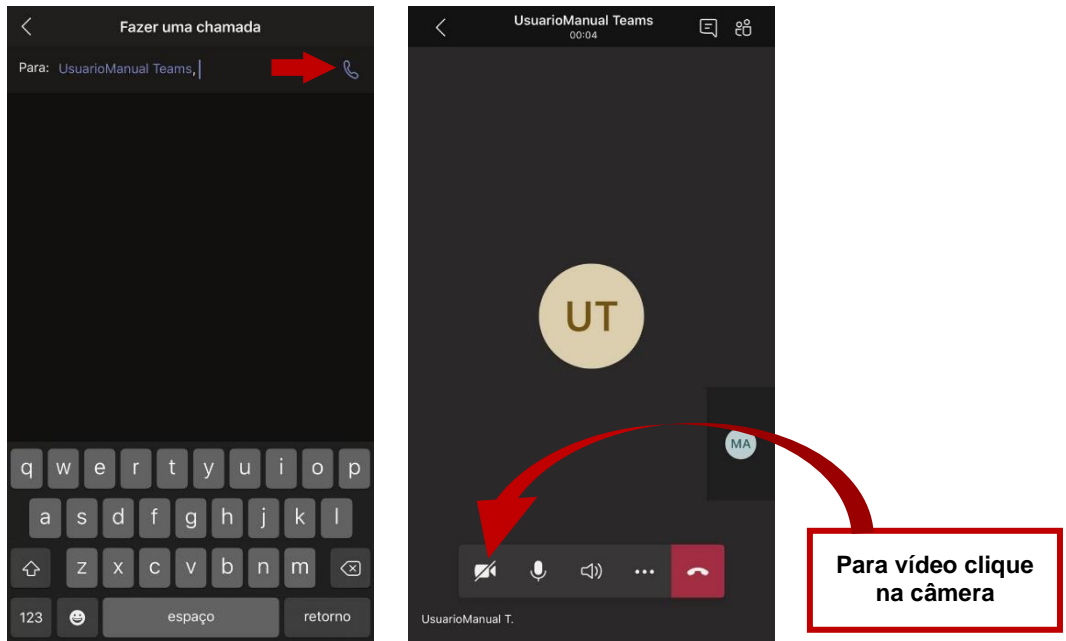 Fazer uma chamada
Para: UsuarioManual Teams,
q w e r t y u i o p
a s d f g h j k l
z x c v b n m
123 espaço retorno
UsuarioManual Teams
00:04
UT
MA
UsuarioManual T.
Para vídeo clique
na câmera